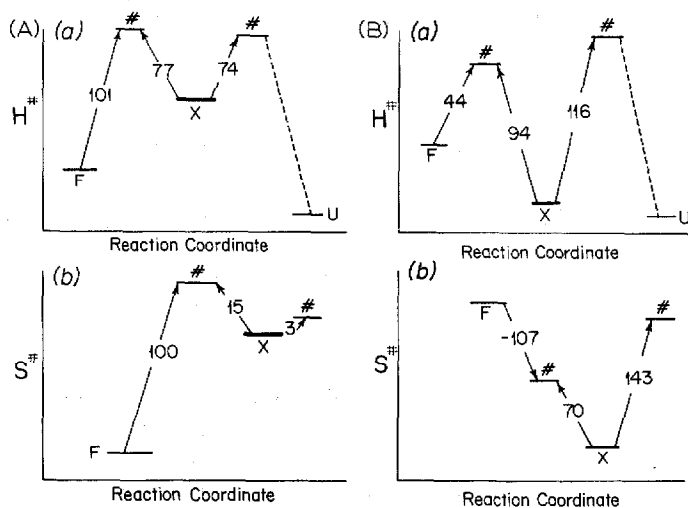 (A) (a)
H#
#
#
101
77
74
X
F
U
Reaction Coordinate
(B) (a)
H#
#
#
44
94
116
F
X
U
Reaction Coordinate
(b)
S#
#
#
100
15
3
X
F
Reaction Coordinate
(b)
S#
F
#
#
-107
70
143
X
Reaction Coordinate